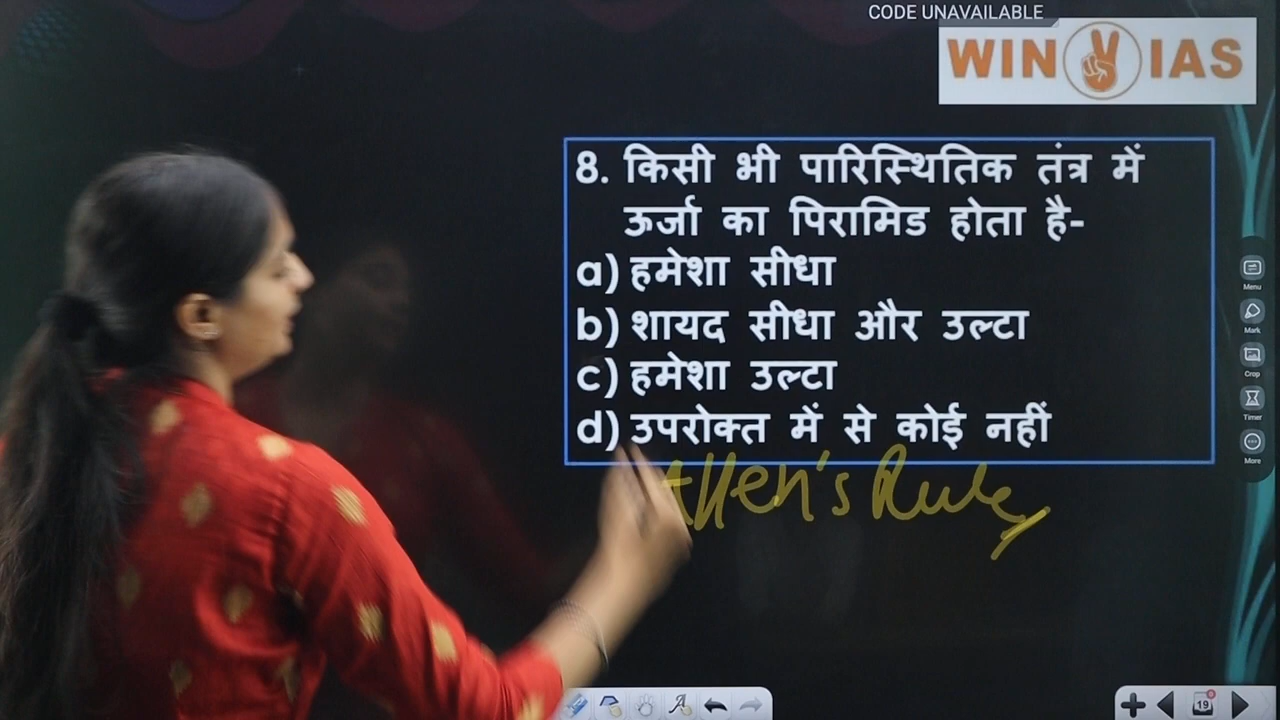 CODE UNAVAILABLE
WIN IAS
8. किसी भी पारिस्थितिक तंत्र में
ऊर्जा का पिरामिड होता है-
a) हमेशा सीधा
b) शायद सीधा और उल्टा
c) हमेशा उल्टा
d) उपरोक्त में से कोई नहीं
Allen's Rule
Menu
Mark
Crop
Timer
More
19